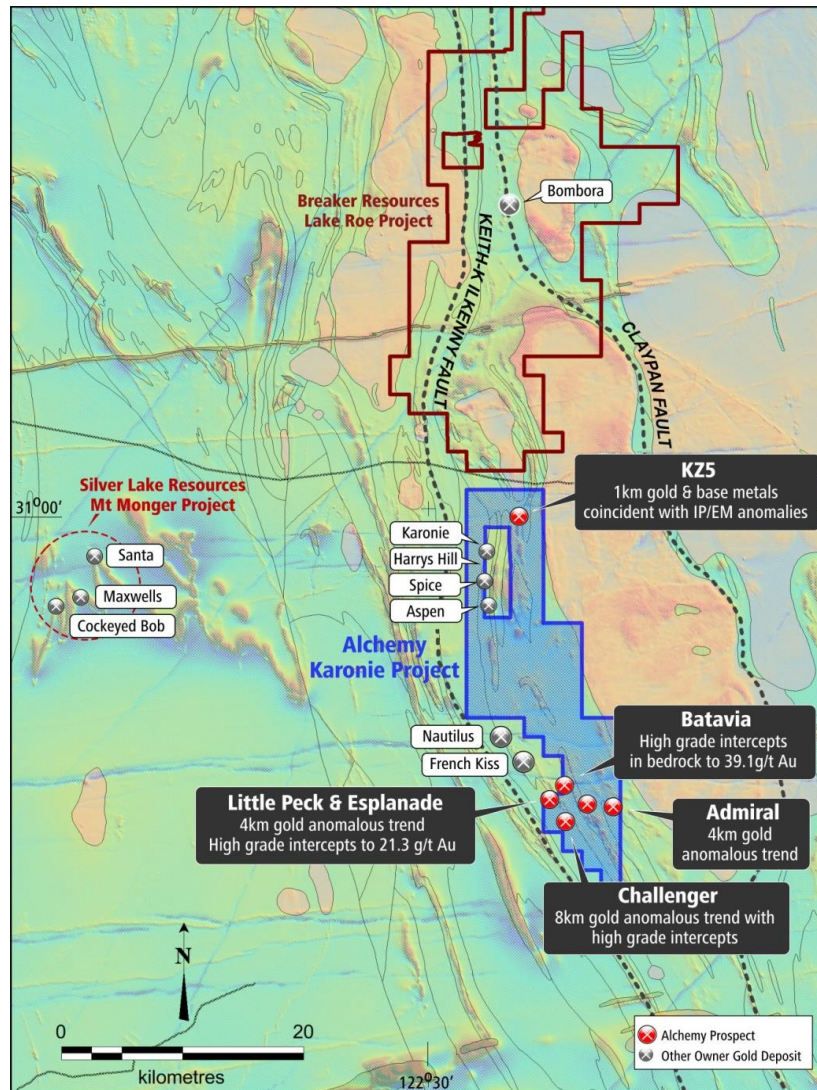 Bombora
Breaker Resources
Lake Roe Project
KEITH-KILKENNY FAULT
CLAYPAN FAULT
KZ5
1km gold & base metals
coincident with IP/EM anomalies
Silver Lake Resources
Mt Monger Project
31⁰00'
Santa
Maxwells
Cockeyed Bob
Karonie
Harrys Hill
Spice
Aspen
Alchemy
Karonie Project
Batavia
High grade intercepts
in bedrock to 39.1g/t Au
Nautilus
French Kiss
Little Peck & Esplanade
4km gold anomalous trend
High grade intercepts to 21.3 g/t Au
Admiral
4km gold
anomalous trend
Challenger
8km gold anomalous trend with
high grade intercepts
N
0 20
kilometres
122⁰30'
Alchemy Prospect
Other Owner Gold Deposit